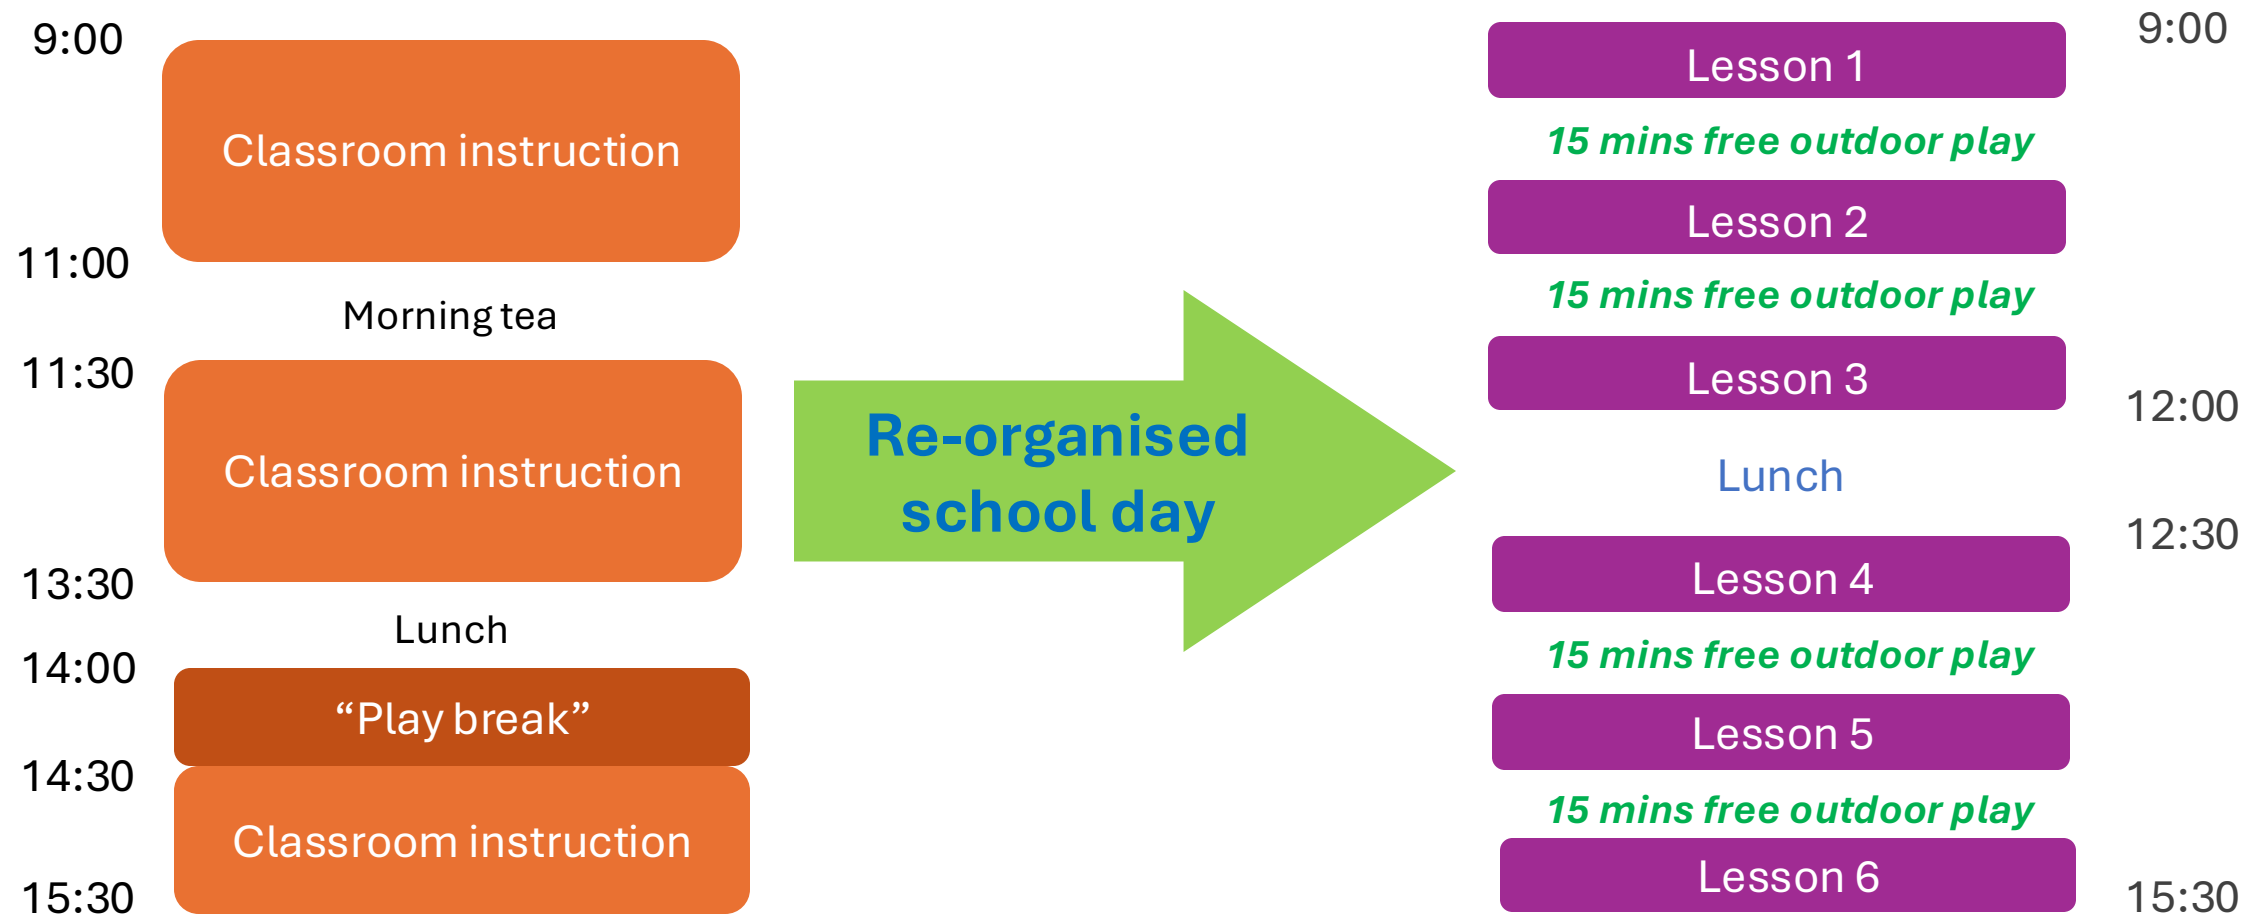 9:00
Classroom instruction
11:00
Morning tea
11:30
Classroom instruction
13:30
Lunch
14:00
“Play break”
14:30
Classroom instruction
15:30
Re-organised
school day
9:00
Lesson 1
15 mins free outdoor play
Lesson 2
15 mins free outdoor play
Lesson 3
12:00
Lunch
12:30
Lesson 4
15 mins free outdoor play
Lesson 5
15 mins free outdoor play
Lesson 6
15:30